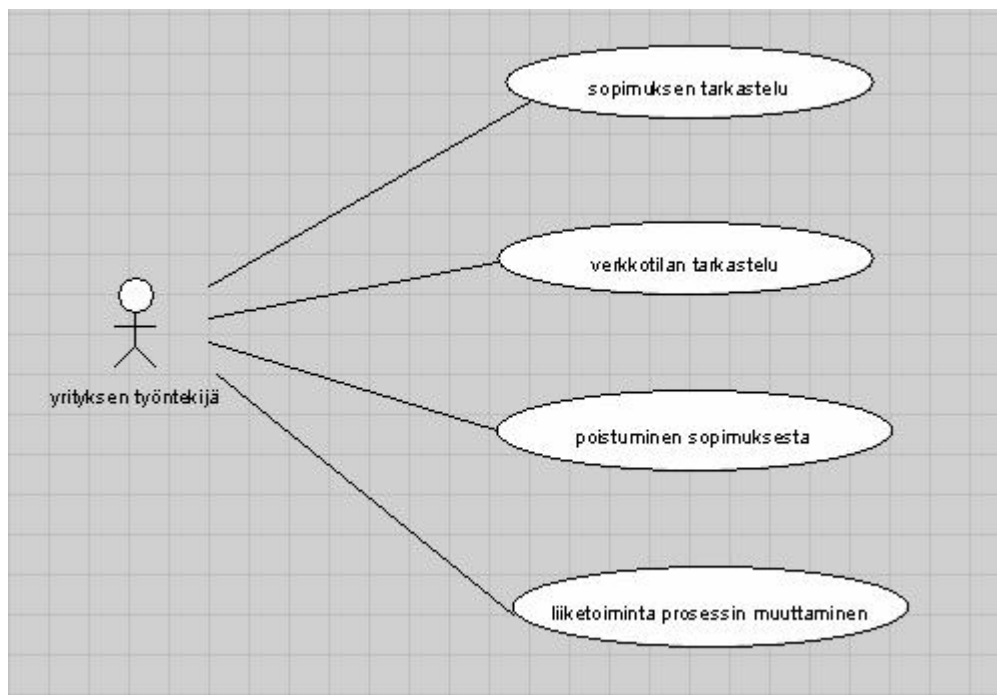 sopimuksen tarkastelu
verkkotilan tarkastelu
yrityksen työntekijä
poistuminen sopimuksesta
liiketoiminta prosessin muuttaminen